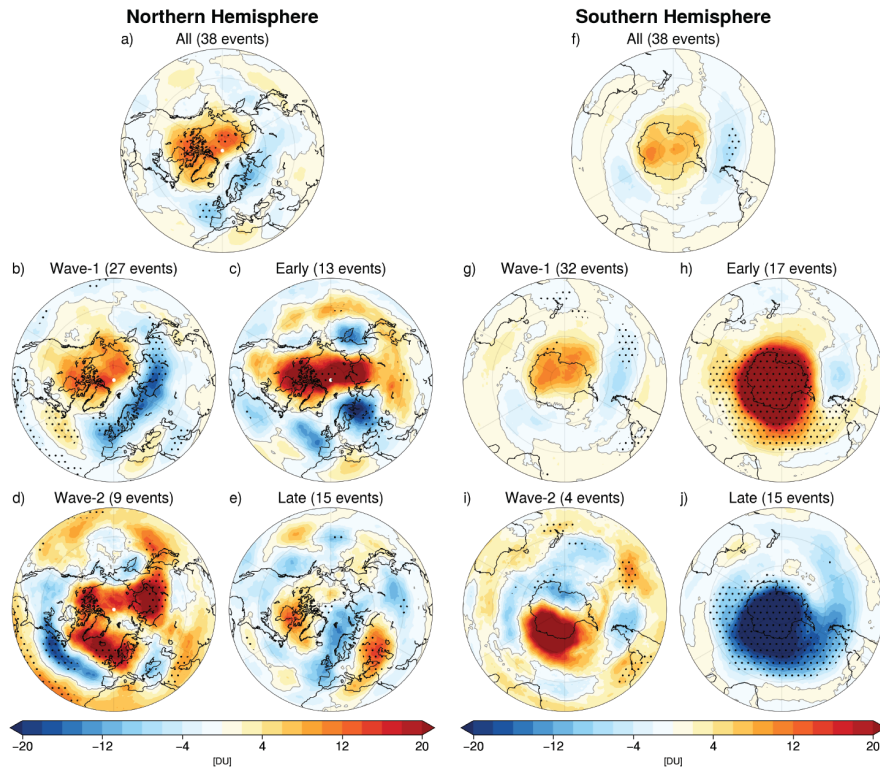 Northern Hemisphere
Southern Hemisphere
a) All (38 events)
f) All (38 events)
b) Wave-1 (27 events)
c) Early (13 events)
g) Wave-1 (32 events)
h) Early (17 events)
d) Wave-2 (9 events)
e) Late (15 events)
i) Wave-2 (4 events)
j) Late (15 events)
−20 −12 −4 4 12 20
[DU]
−20 −12 −4 4 12 20
[DU]